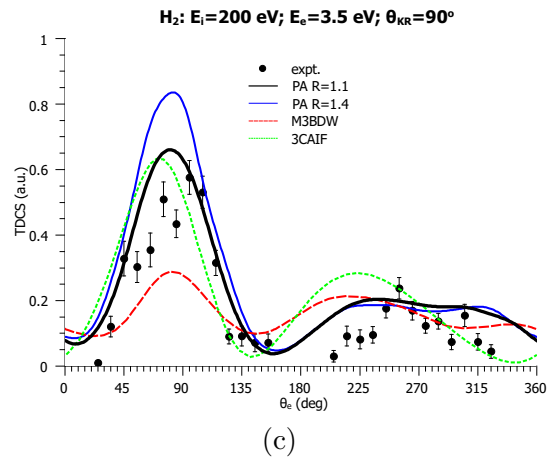 H₂: Eᵢ=200 eV; Eₑ=3.5 eV; θ_KR=90°
expt.
PA R=1.1
PA R=1.4
M3BDW
3CAIF
TDCS (a.u.)
1
0.8
0.6
0.4
0.2
0
0 45 90 135 180 225 270 315 360
θₑ (deg)
(c)